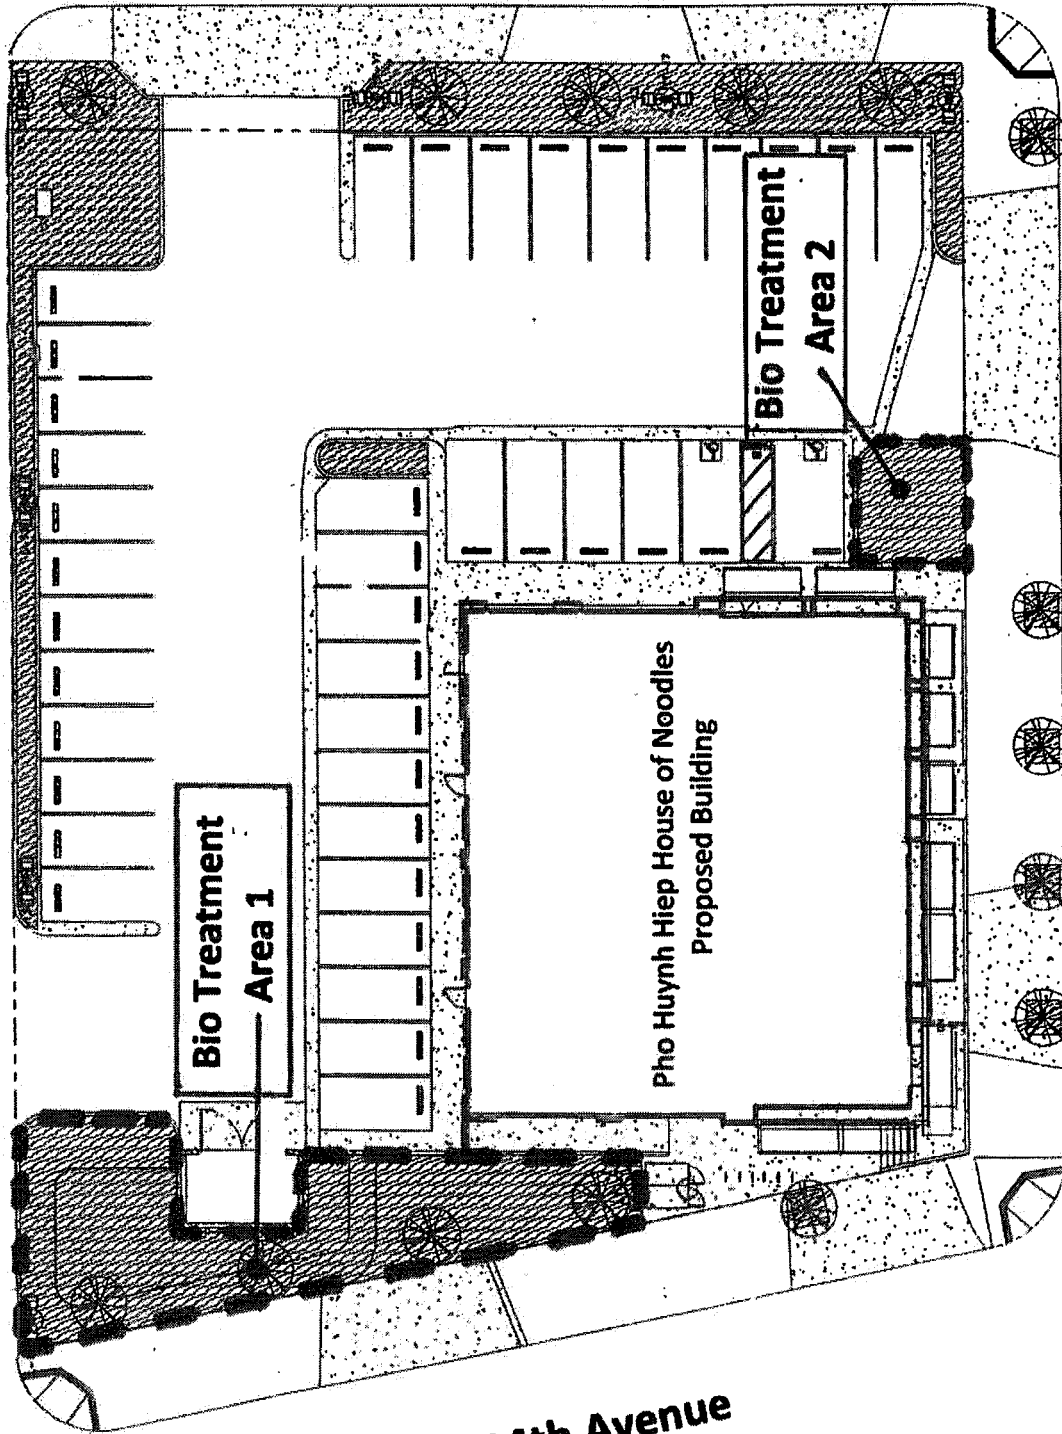 Bio Treatment
Area 1
Bio Treatment
Area 2
Pho Huynh Hiep House of Noodles
Proposed Building
Avenue